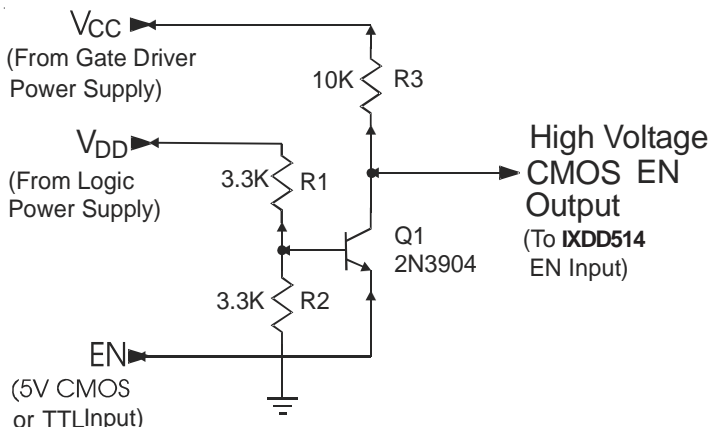 VCC
(From Gate Driver
Power Supply)
10K R3
VDD
(From Logic
Power Supply)
3.3K R1
High Voltage
CMOS EN
Output
(To IXDD514
EN Input)
Q1
2N3904
3.3K R2
EN
(5V CMOS
or TTLInput)